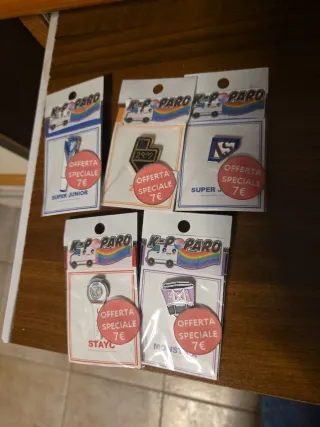 K-POPARO
OFFERTA
SPECIALE
7€
SUPER JUNIOR
K-POPARO
OFFERTA
SPECIALE
7€
K-POPARO
OFFERTA
SPECIALE
7€
SUPER J
K-POPARO
OFFERTA
SPECIALE
7€
STAYC
K-POPARO
OFFERTA
SPECIALE
7€
MONST